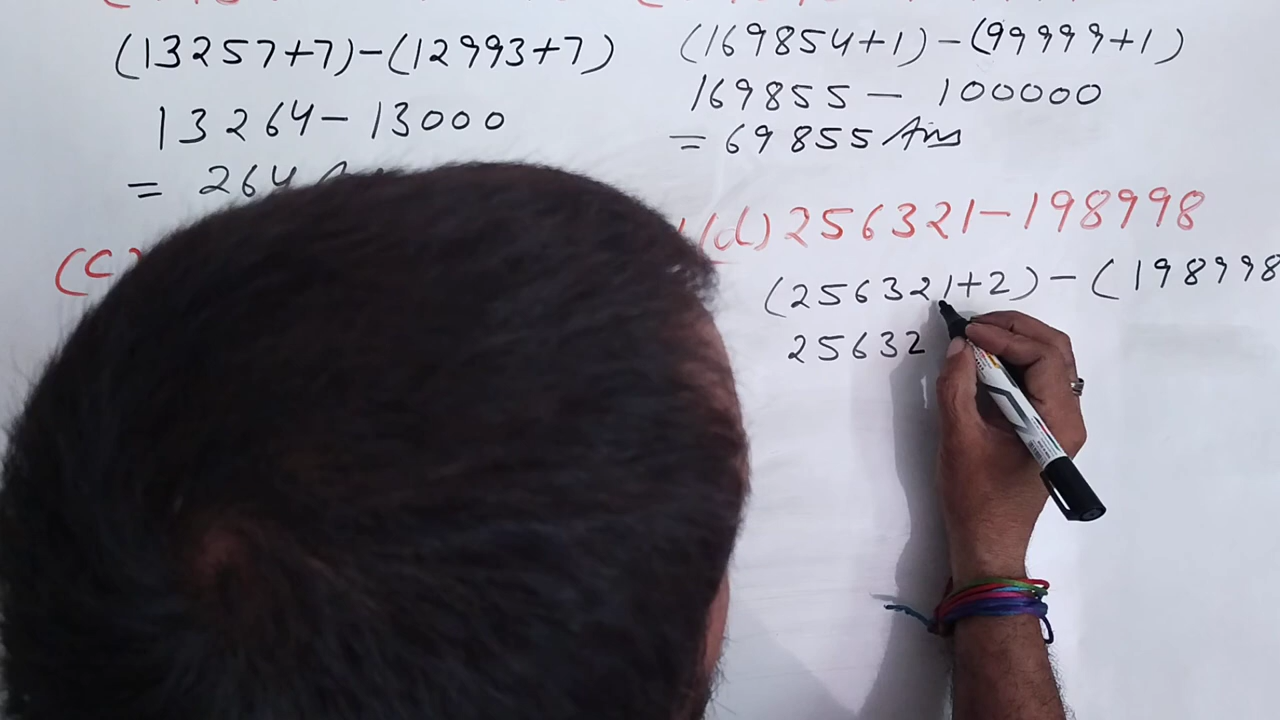 (13257+7)-(12993+7)
13264-13000
= 264
(169854+1)-(99999+1)
169855 - 100000
= 69855 Ans
(c)
(d) 256321-198998
(256321+2) - (198998
25632